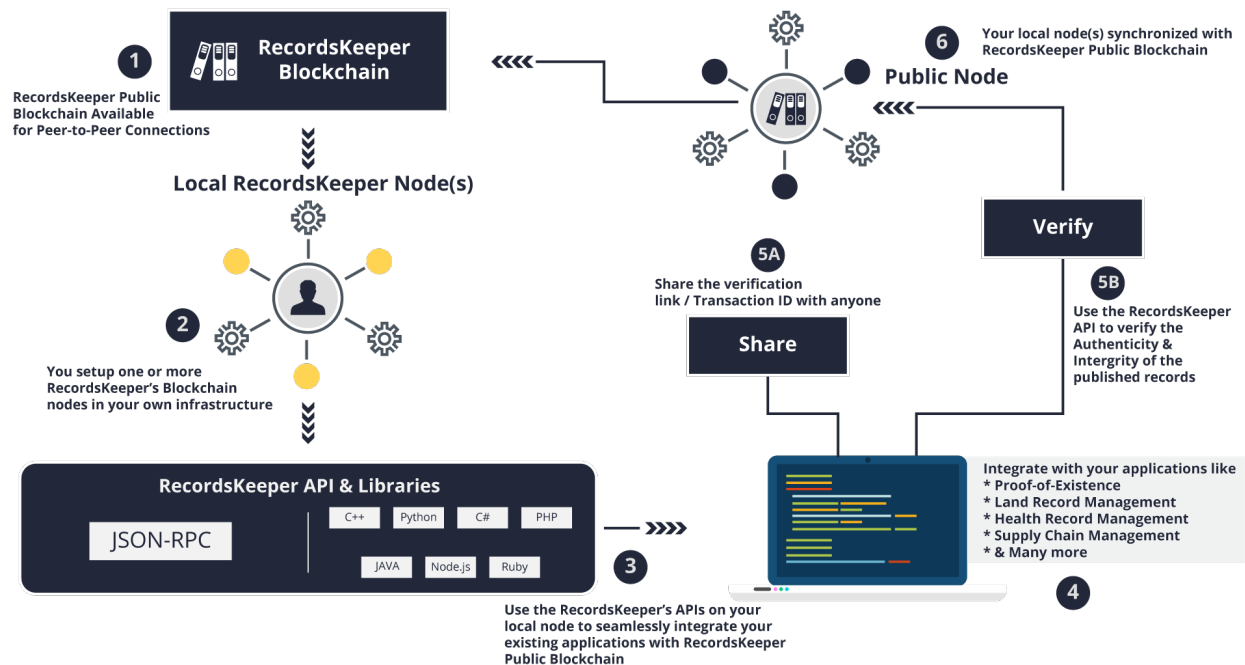 1
RecordsKeeper
Blockchain
RecordsKeeper Public
Blockchain Available
for Peer-to-Peer Connections
Local RecordsKeeper Node(s)
2
You setup one or more
RecordsKeeper's Blockchain
nodes in your own infrastructure
RecordsKeeper API & Libraries
JSON-RPC
C++
Python
C#
PHP
JAVA
Node.js
Ruby
3
Use the RecordsKeeper's APIs on your
local node to seamlessly integrate your
existing applications with RecordsKeeper
Public Blockchain
Integrate with your applications like
* Proof-of-Existence
* Land Record Management
* Health Record Management
* Supply Chain Management
* & Many more
4
5A
Share the verification
link / Transaction ID with anyone
Share
Verify
5B
Use the RecordsKeeper
API to verify the
Authenticity &
Intergrity of the
published records
6
Your local node(s) synchronized with
RecordsKeeper Public Blockchain
Public Node